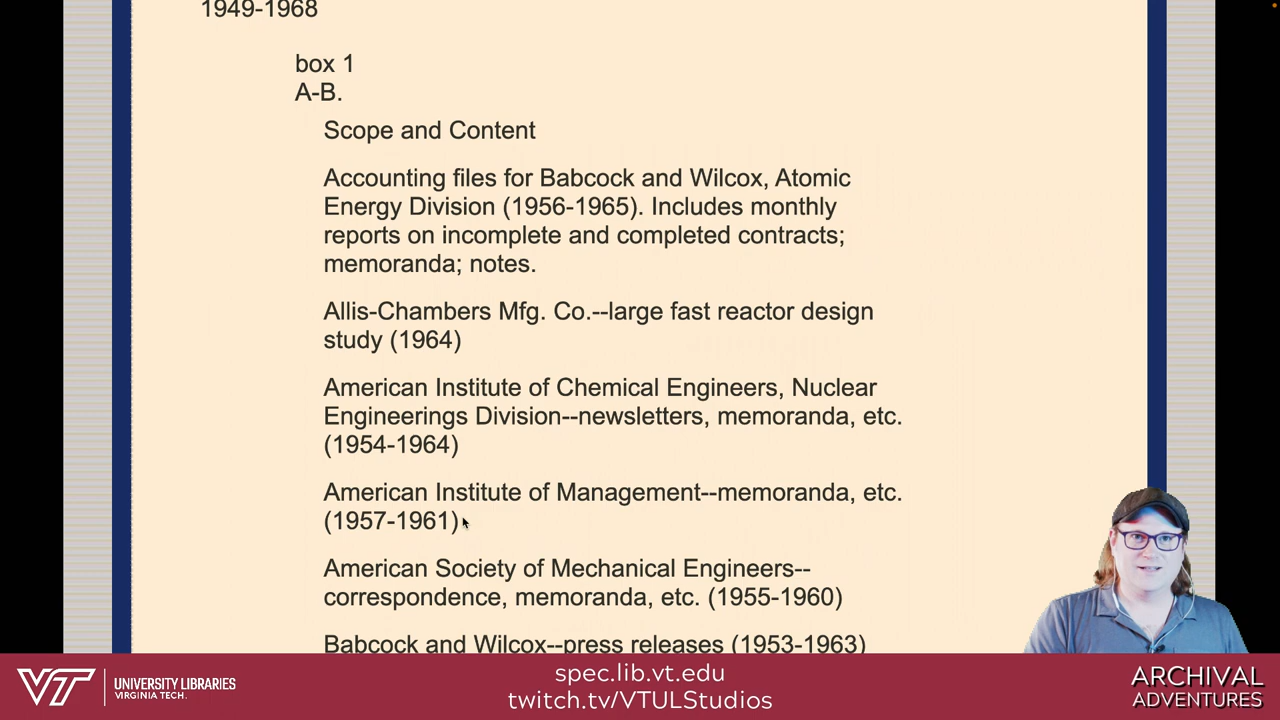 1949-1968
box 1
A-B.
Scope and Content
Accounting files for Babcock and Wilcox, Atomic
Energy Division (1956-1965). Includes monthly
reports on incomplete and completed contracts;
memoranda; notes.
Allis-Chambers Mfg. Co.--large fast reactor design
study (1964)
American Institute of Chemical Engineers, Nuclear
Engineerings Division--newsletters, memoranda, etc.
(1954-1964)
American Institute of Management--memoranda, etc.
(1957-1961)
American Society of Mechanical Engineers--
correspondence, memoranda, etc. (1955-1960)
Babcock and Wilcox--press releases (1953-1963)
VT
UNIVERSITY LIBRARIES
VIRGINIA TECH.
spec.lib.vt.edu
twitch.tv/VTULStudios
ARCHIVAL
ADVENTURES